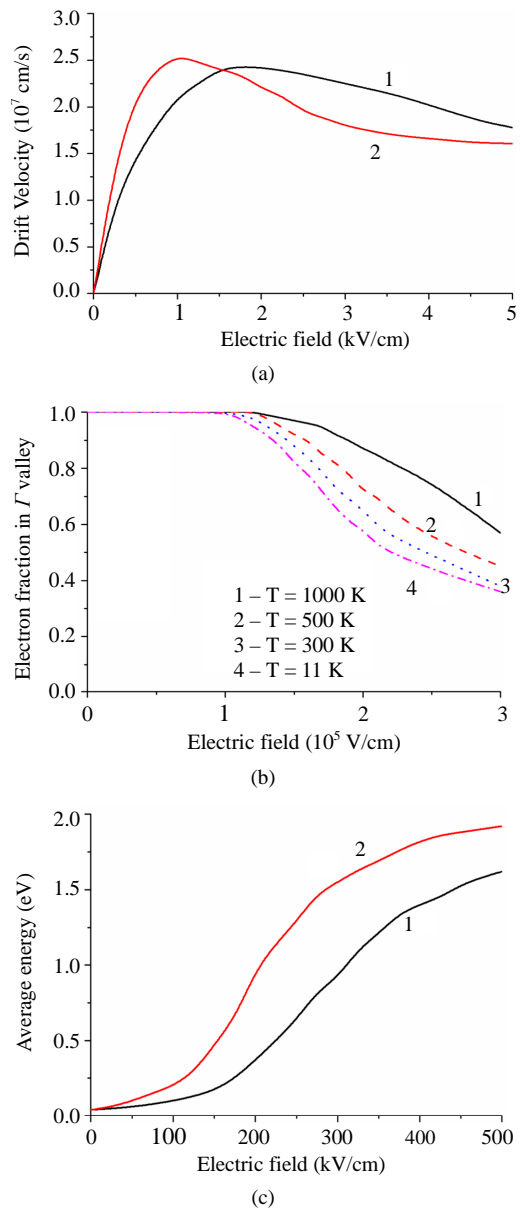 3.0
2.5
2.0
1.5
1.0
0.5
0.0
Drift Velocity (10⁷ cm/s)
1
2
0 1 2 3 4 5
Electric field (kV/cm)
(a)
1.0
0.8
0.6
0.4
0.2
0.0
Electron fraction in Γ valley
1
2
3
4
1 – T = 1000 K
2 – T = 500 K
3 – T = 300 K
4 – T = 11 K
0 1 2 3
Electric field (10⁵ V/cm)
(b)
2.0
1.5
1.0
0.5
0.0
Average energy (eV)
2
1
0 100 200 300 400 500
Electric field (kV/cm)
(c)